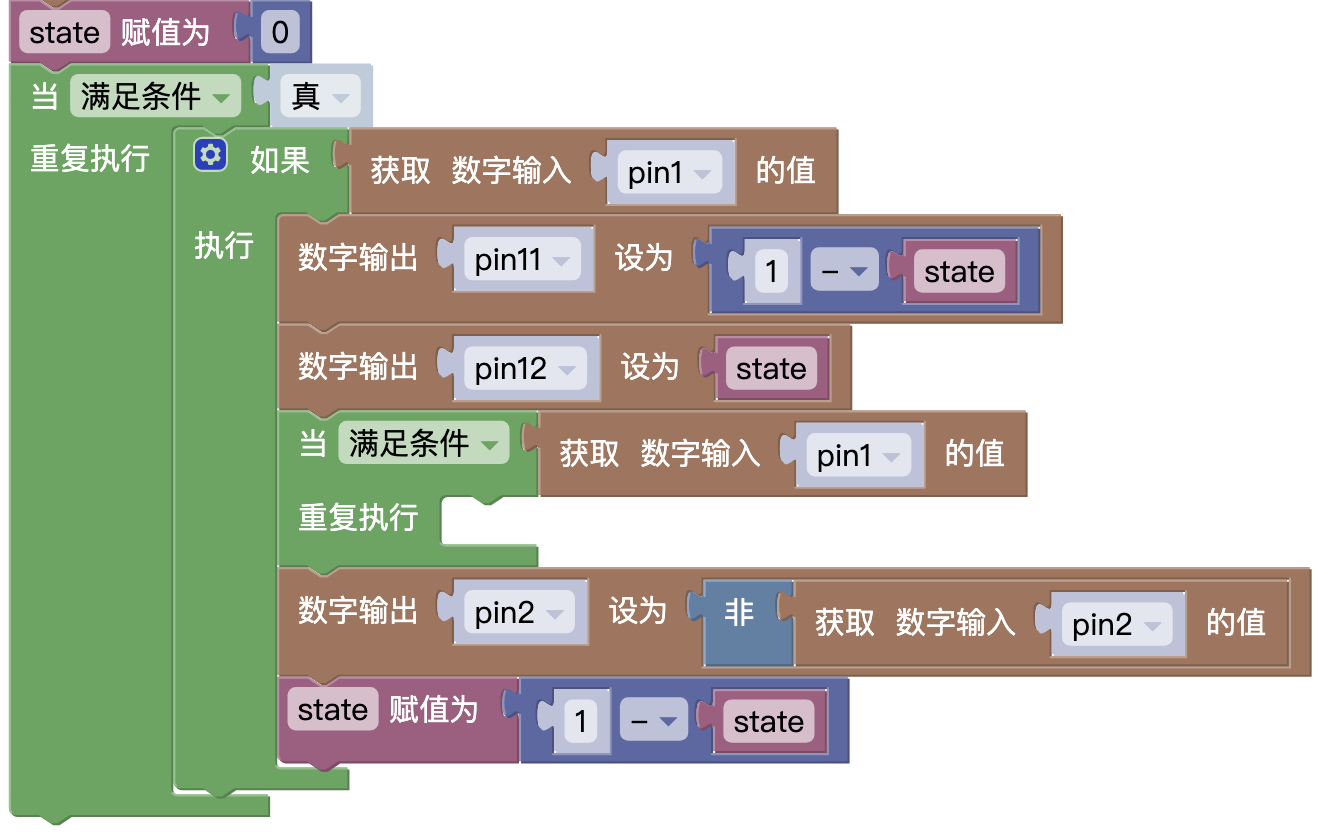 state 赋值为 0
当 满足条件 真
重复执行 如果 获取 数字输入 pin1 的值
执行 数字输出 pin11 设为 1 - state
数字输出 pin12 设为 state
当 满足条件 获取 数字输入 pin1 的值
重复执行
数字输出 pin2 设为 非 获取 数字输入 pin2 的值
state 赋值为 1 - state